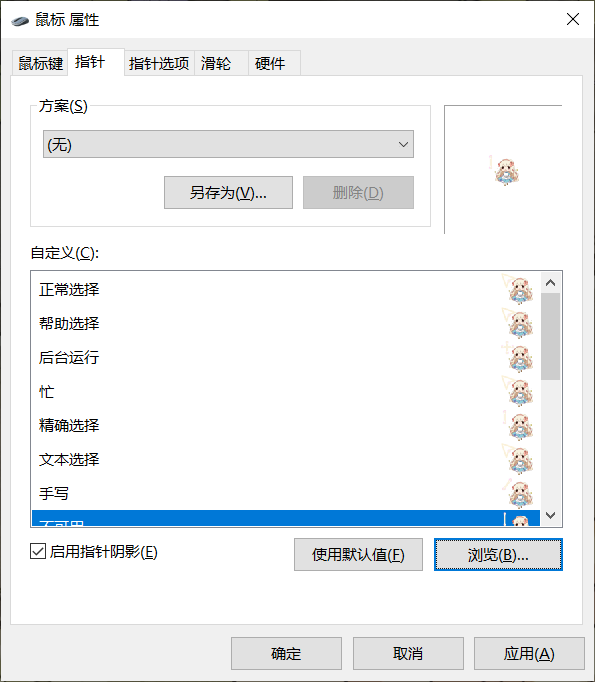 鼠标 属性
鼠标键 指针 指针选项 滑轮 硬件
方案(S)
(无)
另存为(V)... 删除(D)
自定义(C):
正常选择
帮助选择
后台运行
忙
精确选择
文本选择
手写
不可用
启用指针阴影(E) 使用默认值(F) 浏览(B)...
确定 取消 应用(A)